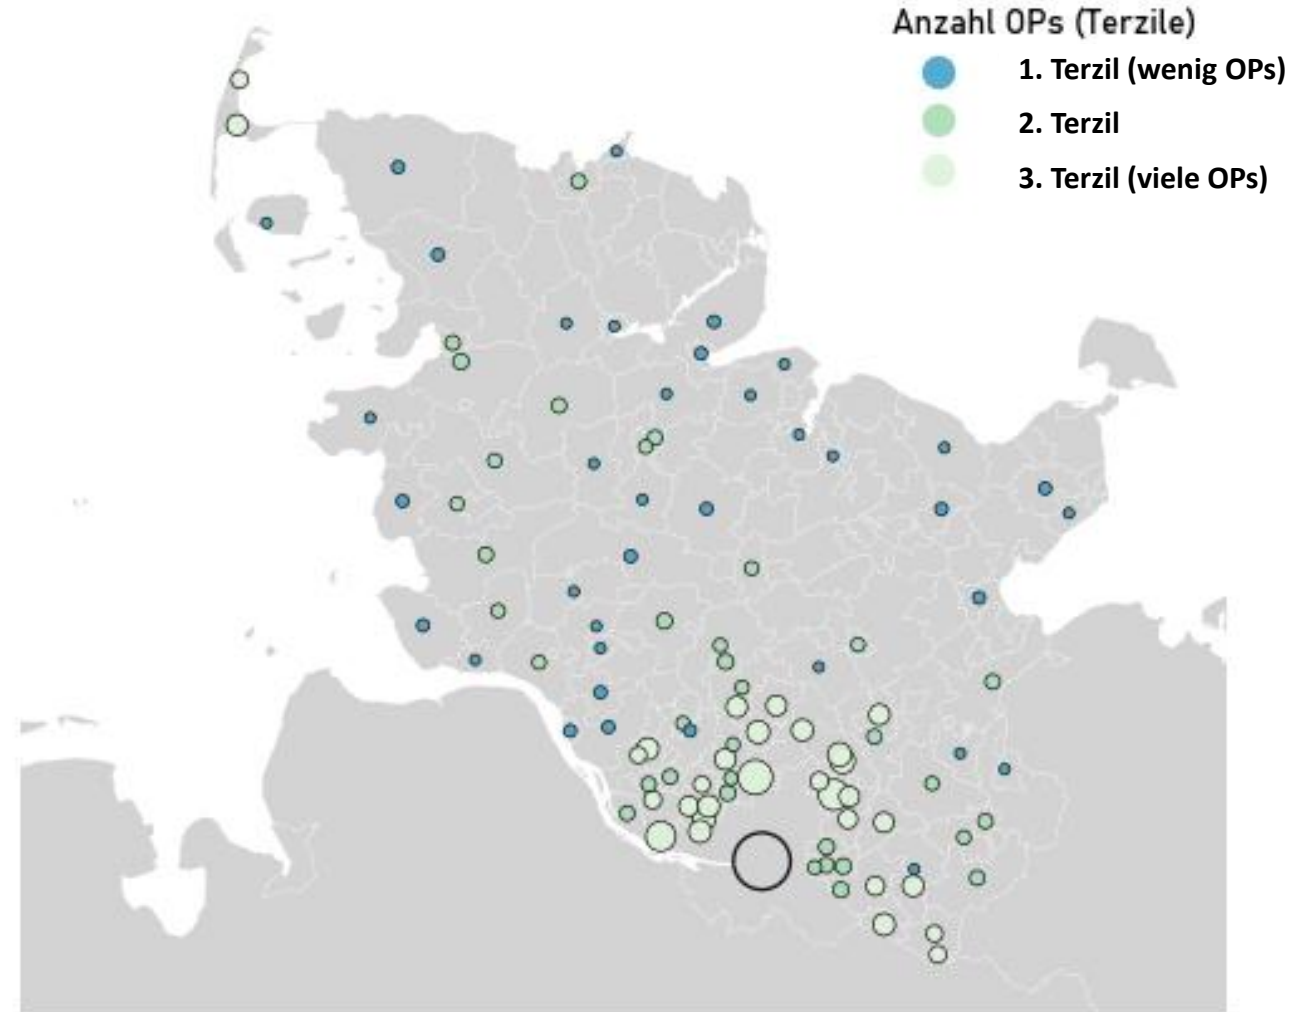 Anzahl OPs (Terzile)
1. Terzil (wenig OPs)
2. Terzil
3. Terzil (viele OPs)